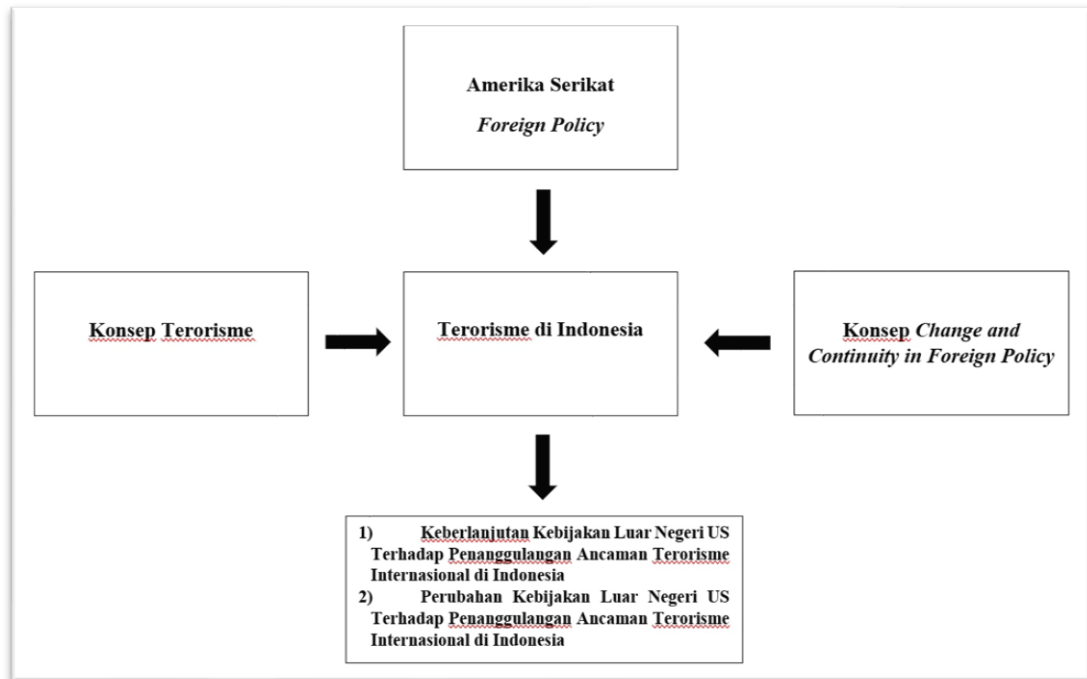 Amerika Serikat
Foreign Policy
Konsep Terorisme
Terorisme di Indonesia
Konsep Change and
Continuity in Foreign Policy
1) Keberlanjutan Kebijakan Luar Negeri US
Terhadap Penanggulangan Ancaman Terorisme
Internasional di Indonesia
2) Perubahan Kebijakan Luar Negeri US
Terhadap Penanggulangan Ancaman Terorisme
Internasional di Indonesia